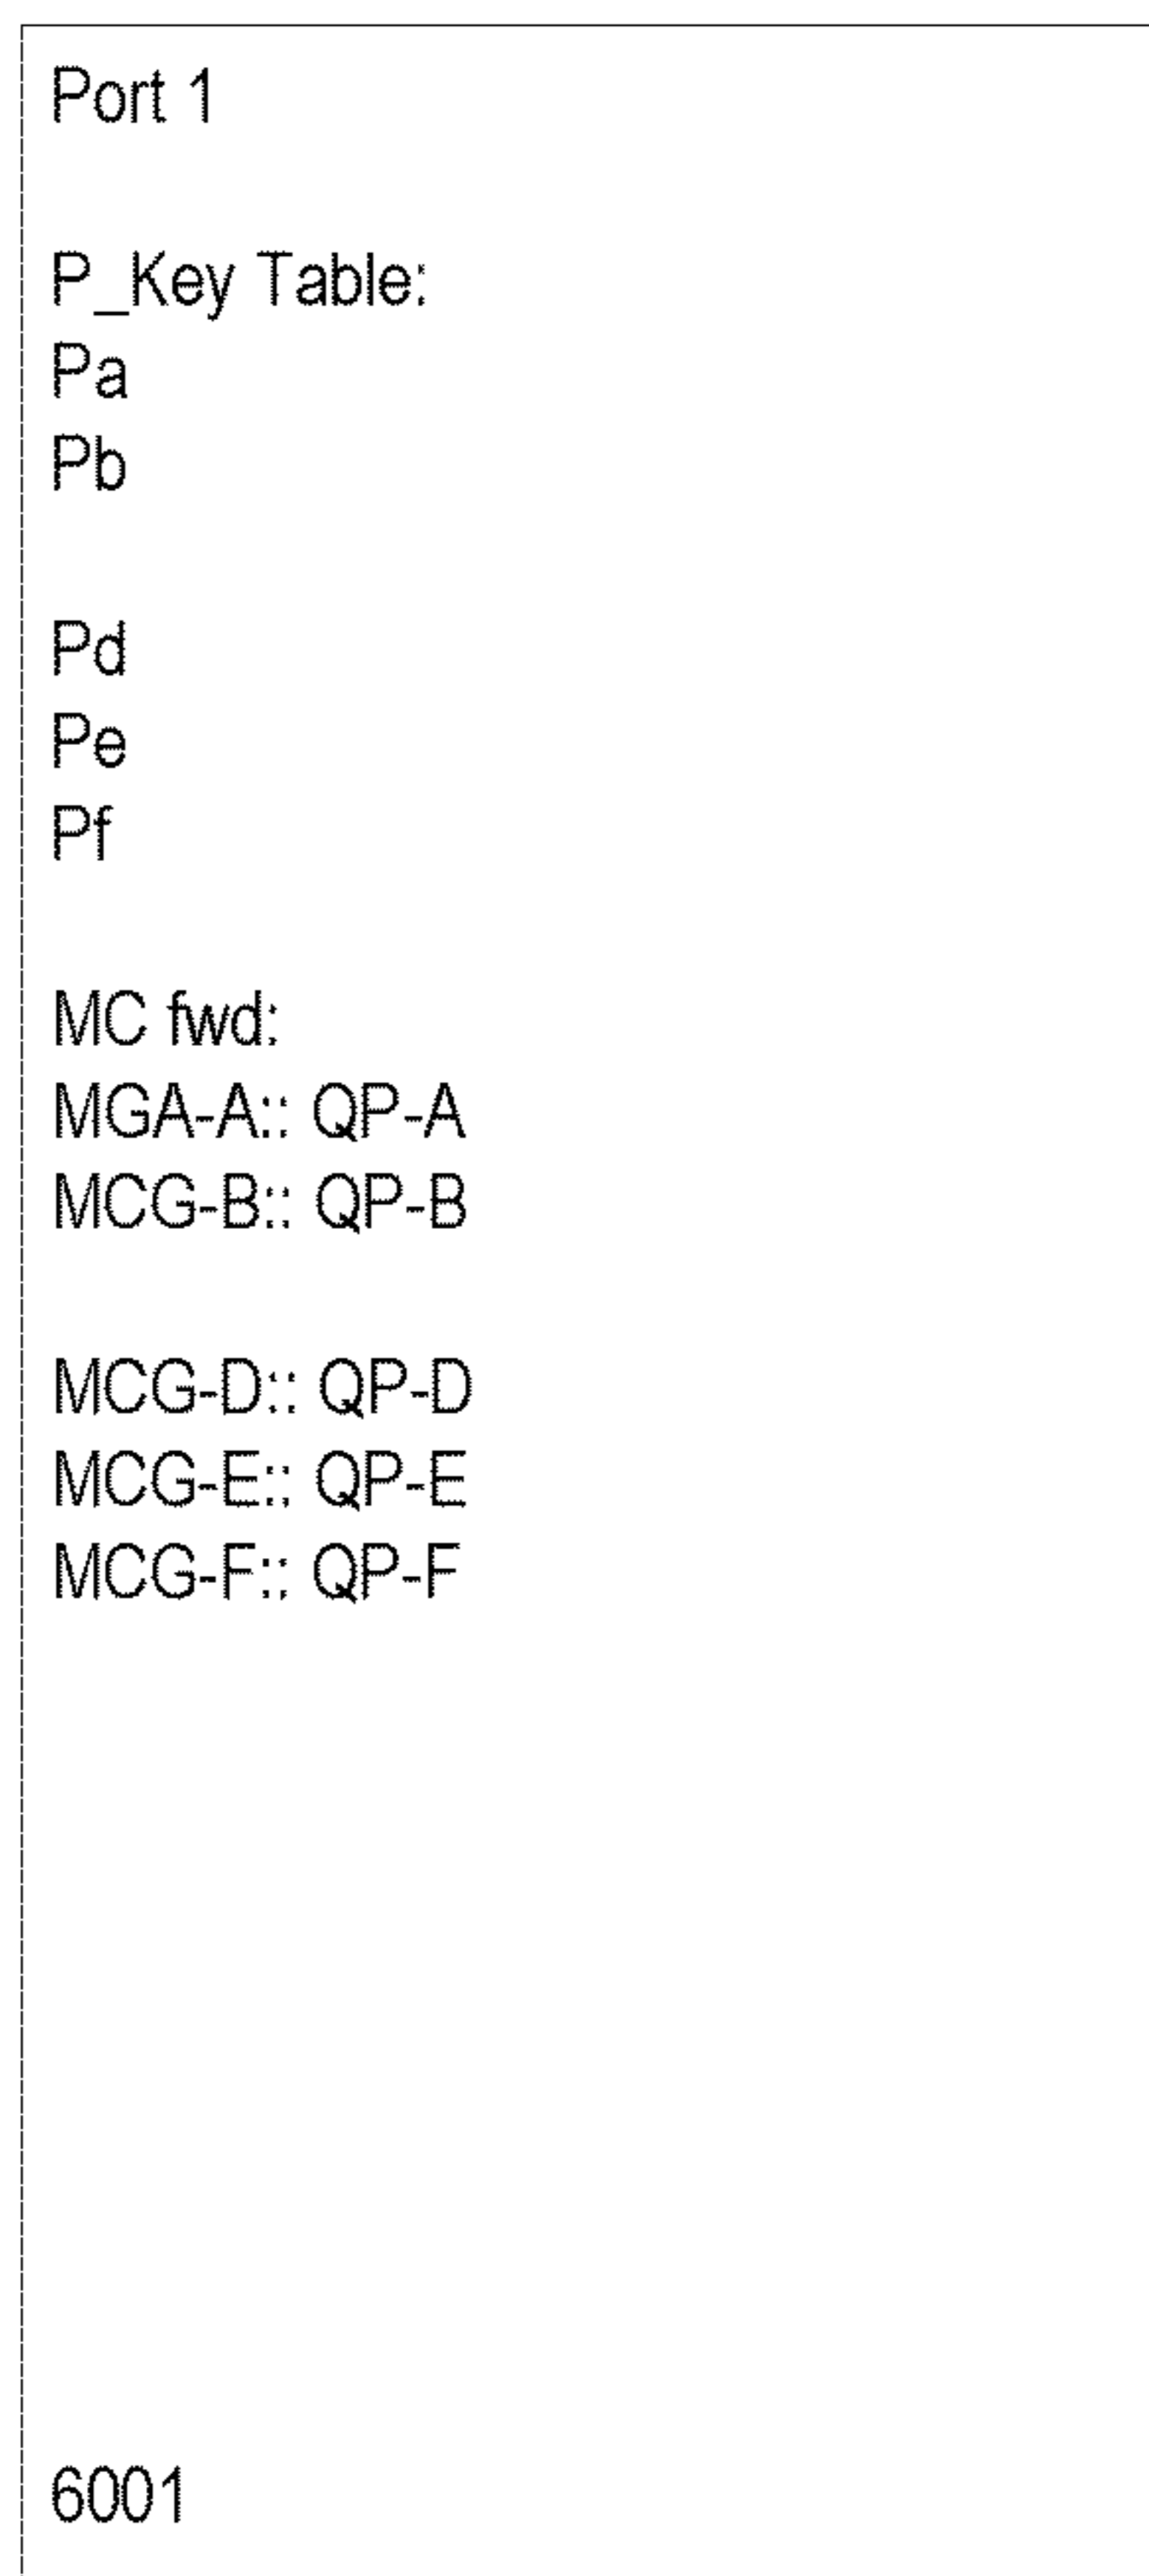 Port 1
P_Key Table:
Pa
Pb
Pd
Pe
Pf
MC fwd:
MGA-A:: QP-A
MCG-B:: QP-B
MCG-D:: QP-D
MCG-E:: QP-E
MCG-F:: QP-F
6001